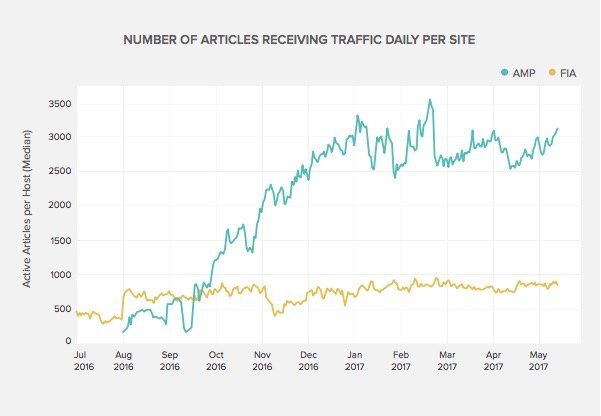 NUMBER OF ARTICLES RECEIVING TRAFFIC DAILY PER SITE
AMP FIA
Active Articles per Host (Median)
3500
3000
2500
2000
1500
1000
500
0
Jul Aug Sep Oct Nov Dec Jan Feb Mar Apr May
2016 2016 2016 2016 2016 2016 2017 2017 2017 2017 2017